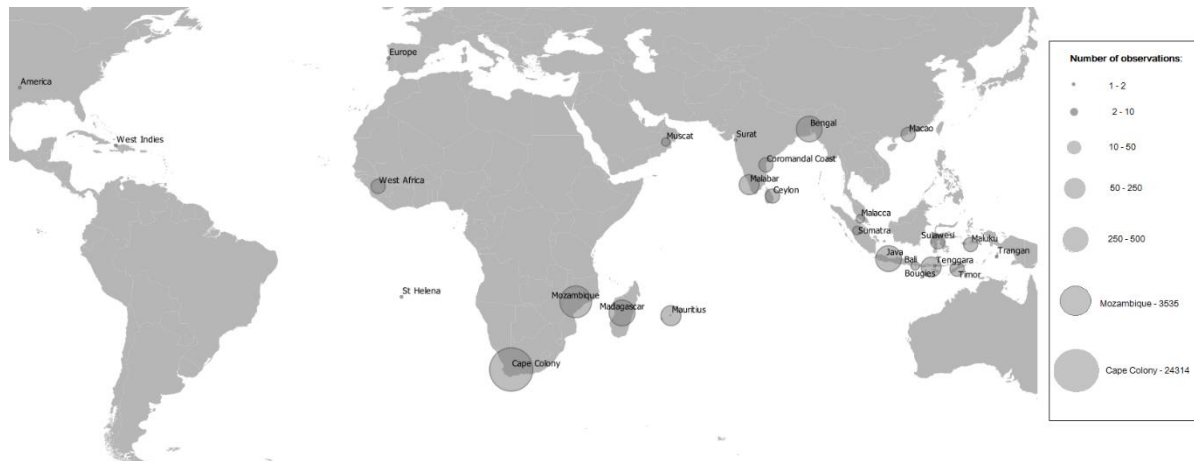 Europe
America
West Indies
West Africa
St Helena
Muscat
Surat
Bengal
Macao
Coromandal Coast
Malabar
Ceylon
Malacca
Sumatra
Sulawesi
Maluku
Java
Bali
Tenggara
Trangan
Bougies
Timor
Mozambique
Madagascar
Mauritius
Cape Colony
Number of observations:
1 - 2
2 - 10
10 - 50
50 - 250
250 - 500
Mozambique - 3535
Cape Colony - 24314